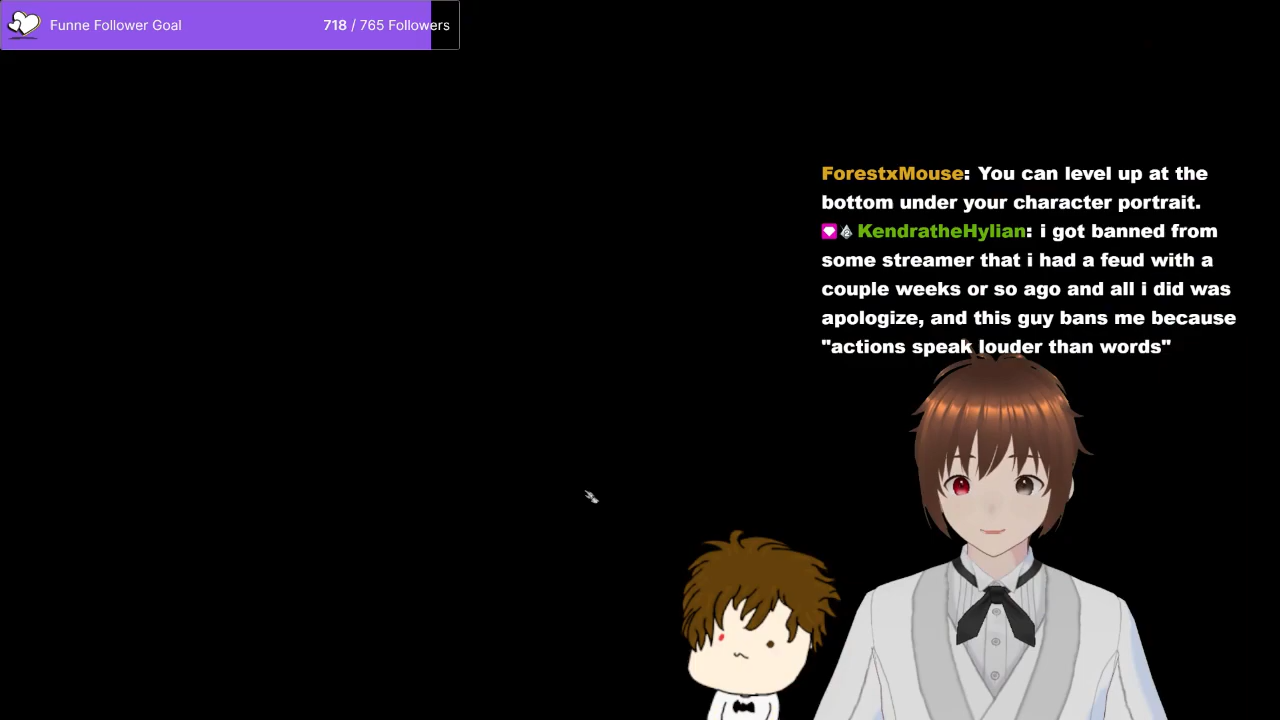 Funne Follower Goal 718 / 765 Followers
ForestxMouse: You can level up at the
bottom under your character portrait.
KendratheHylian: i got banned from
some streamer that i had a feud with a
couple weeks or so ago and all i did was
apologize, and this guy bans me because
"actions speak louder than words"